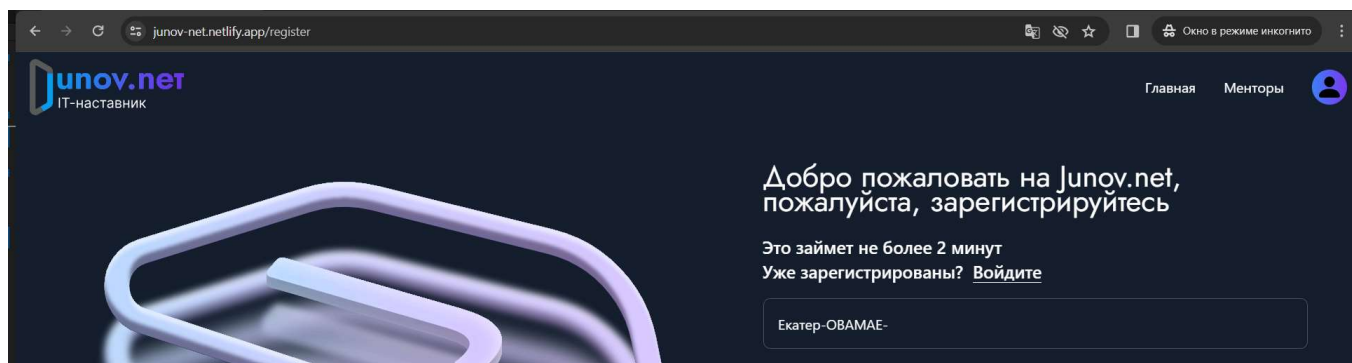 junov-net.netlify.app/register
Окно в режиме инкогнито
Junov.net
IT-наставник
Главная
Менторы
Добро пожаловать на Junov.net,
пожалуйста, зарегистрируйтесь
Это займет не более 2 минут
Уже зарегистрированы? Войдите
Екатер-OBAMAE-